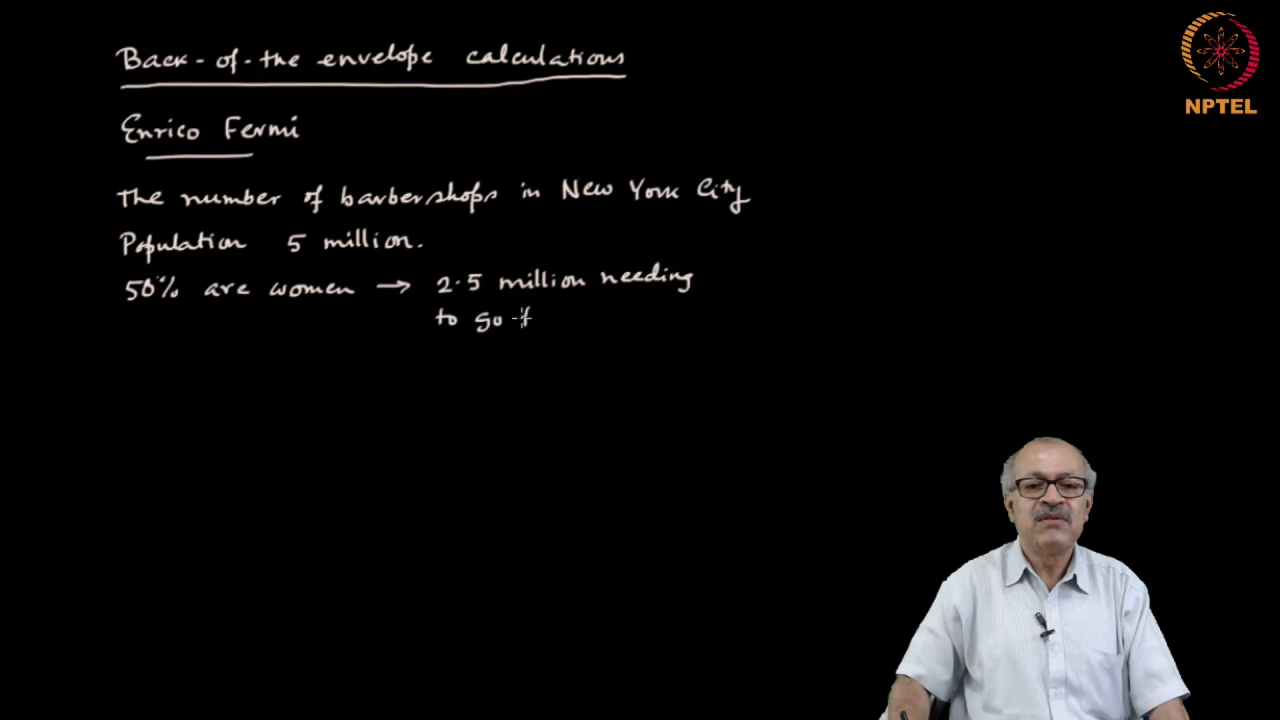 Back-of-the envelope calculations
NPTEL
Enrico Fermi
The number of barbershops in New York City
Population 5 million.
50% are women → 2.5 million needing
to go t